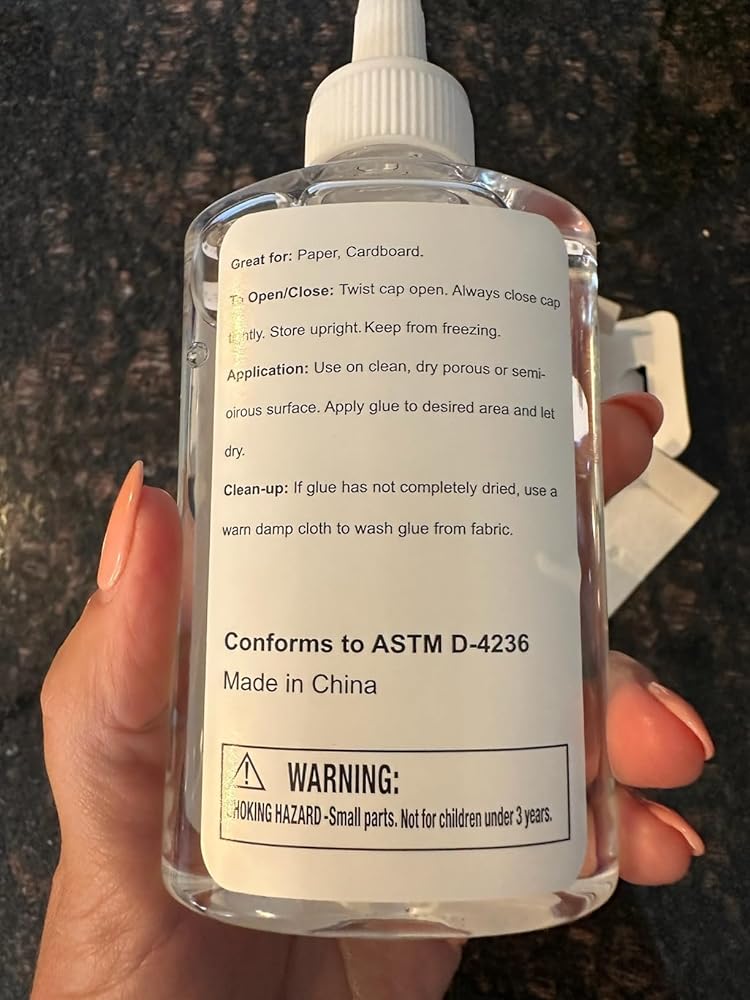 Great for: Paper, Cardboard.
To Open/Close: Twist cap open. Always close cap
tightly. Store upright. Keep from freezing.
Application: Use on clean, dry porous or semi-
oirous surface. Apply glue to desired area and let
dry.
Clean-up: If glue has not completely dried, use a
warn damp cloth to wash glue from fabric.
Conforms to ASTM D-4236
Made in China
WARNING:
CHOKING HAZARD-Small parts. Not for children under 3 years.